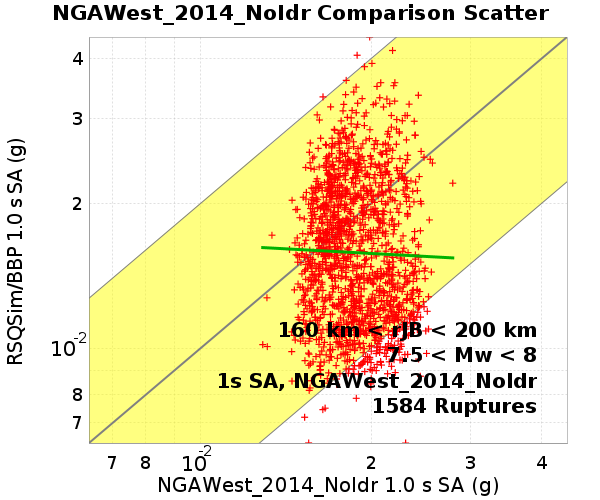 NGAWest_2014_NoIdr Comparison Scatter
RSQSim/BBP 1.0 s SA (g)
4
3
2
10-2
8
7
160 km < rJB < 200 km
7.5 < Mw < 8
1s SA, NGAWest_2014_NoIdr
1584 Ruptures
7 8 10-2 2 3 4
NGAWest_2014_NoIdr 1.0 s SA (g)